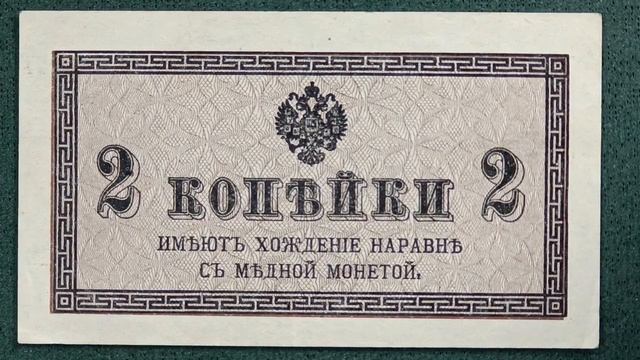 2 КОПѢЙКИ 2
ИМѢЮТЪ ХОЖДЕНІЕ НАРАВНѢ
СЪ МѢДНОЙ МОНЕТОЙ.